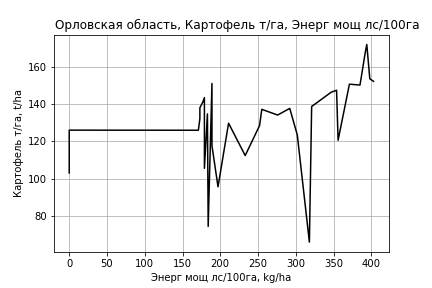 Орловская область, Картофель т/га, Энерг мощ лс/100га
160
140
120
100
80
Картофель т/га, t/ha
0 50 100 150 200 250 300 350 400
Энерг мощ лс/100га, kg/ha